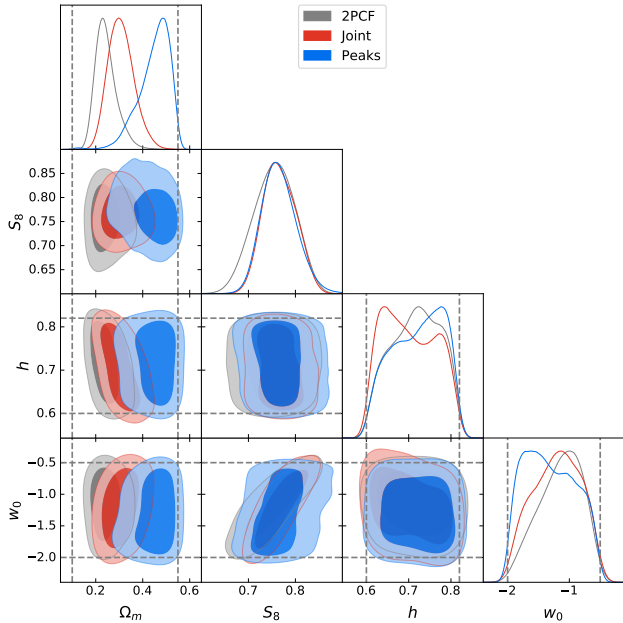 2PCF
Joint
Peaks
0.85
0.80
0.75
0.70
0.65
S₈
0.8
0.6
h
−0.5
−1.0
−1.5
−2.0
w₀
0.2 0.4 0.6
0.7 0.8
0.6 0.7 0.8
−2 −1
Ωₘ S₈ h w₀